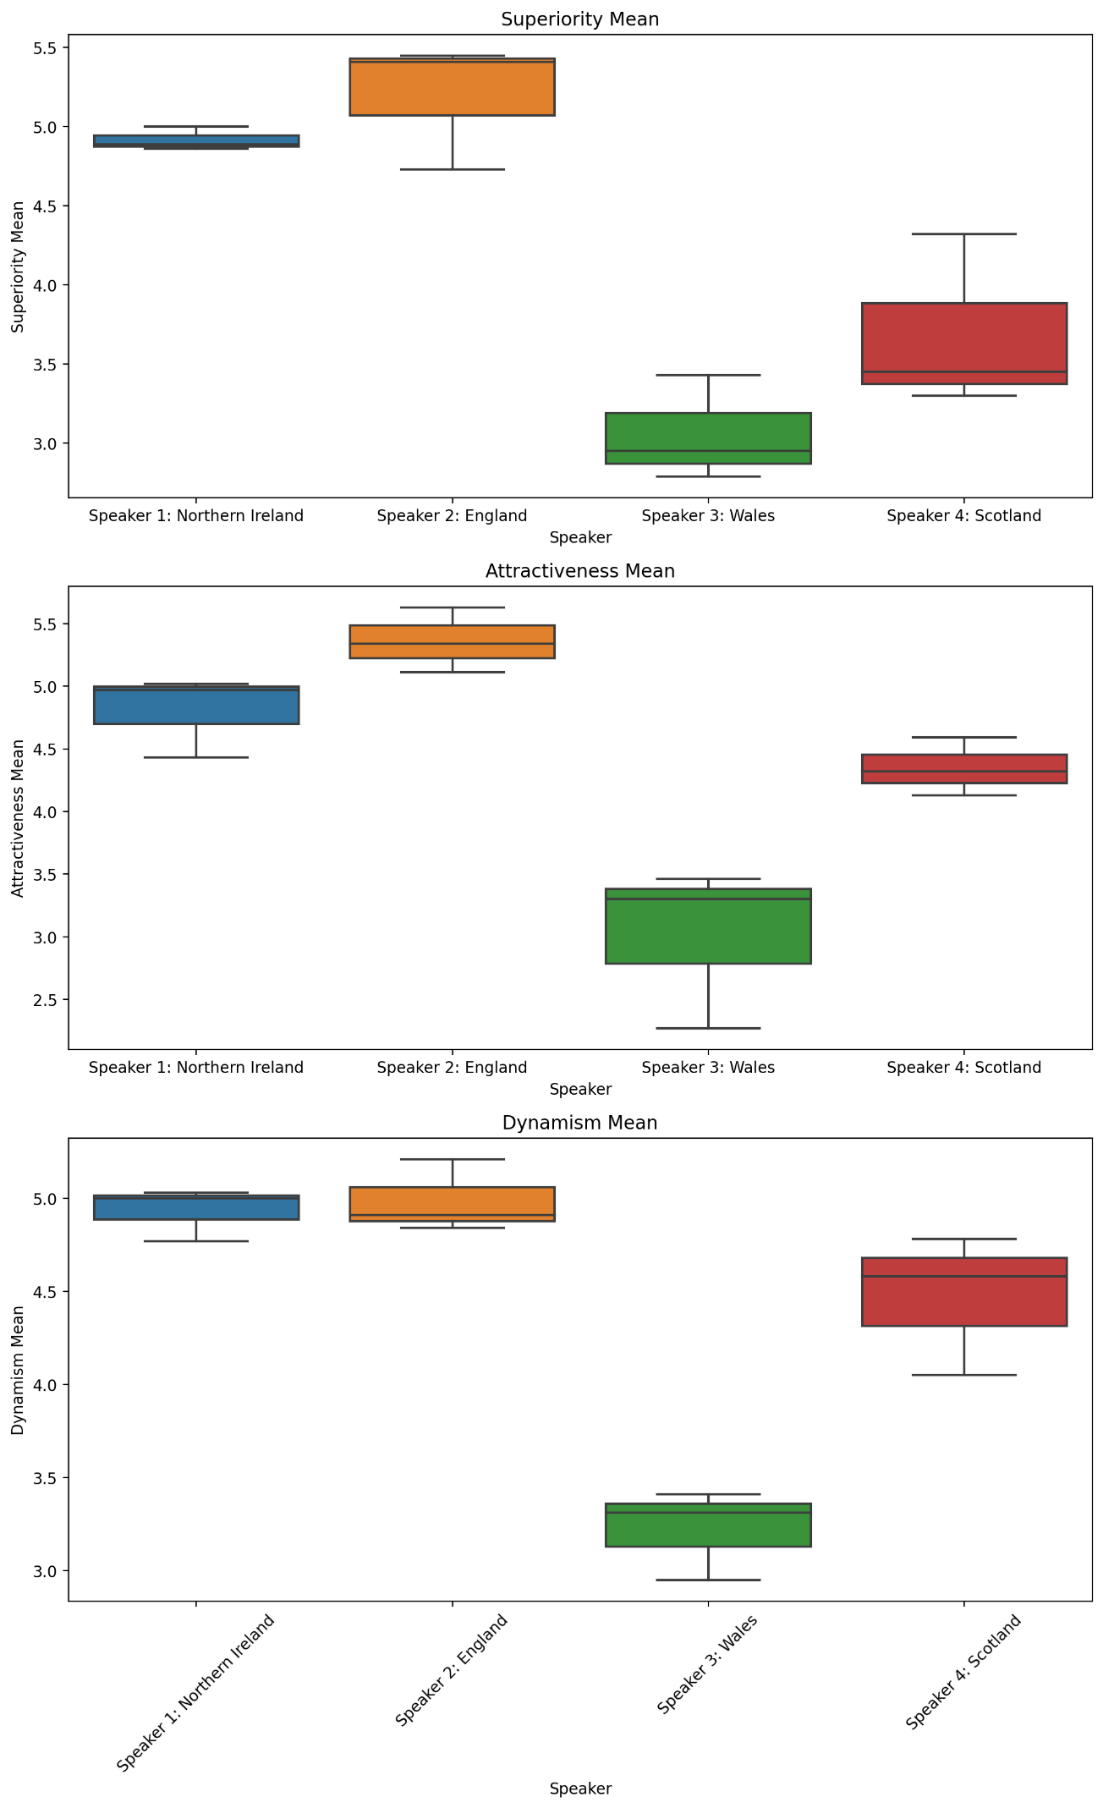 Superiority Mean
5.5
5.0
4.5
4.0
3.5
3.0
Superiority Mean
Speaker 1: Northern Ireland
Speaker 2: England
Speaker 3: Wales
Speaker 4: Scotland
Speaker
Attractiveness Mean
5.5
5.0
4.5
4.0
3.5
3.0
2.5
Attractiveness Mean
Speaker 1: Northern Ireland
Speaker 2: England
Speaker 3: Wales
Speaker 4: Scotland
Speaker
Dynamism Mean
5.0
4.5
4.0
3.5
3.0
Dynamism Mean
Speaker 1: Northern Ireland
Speaker 2: England
Speaker 3: Wales
Speaker 4: Scotland
Speaker